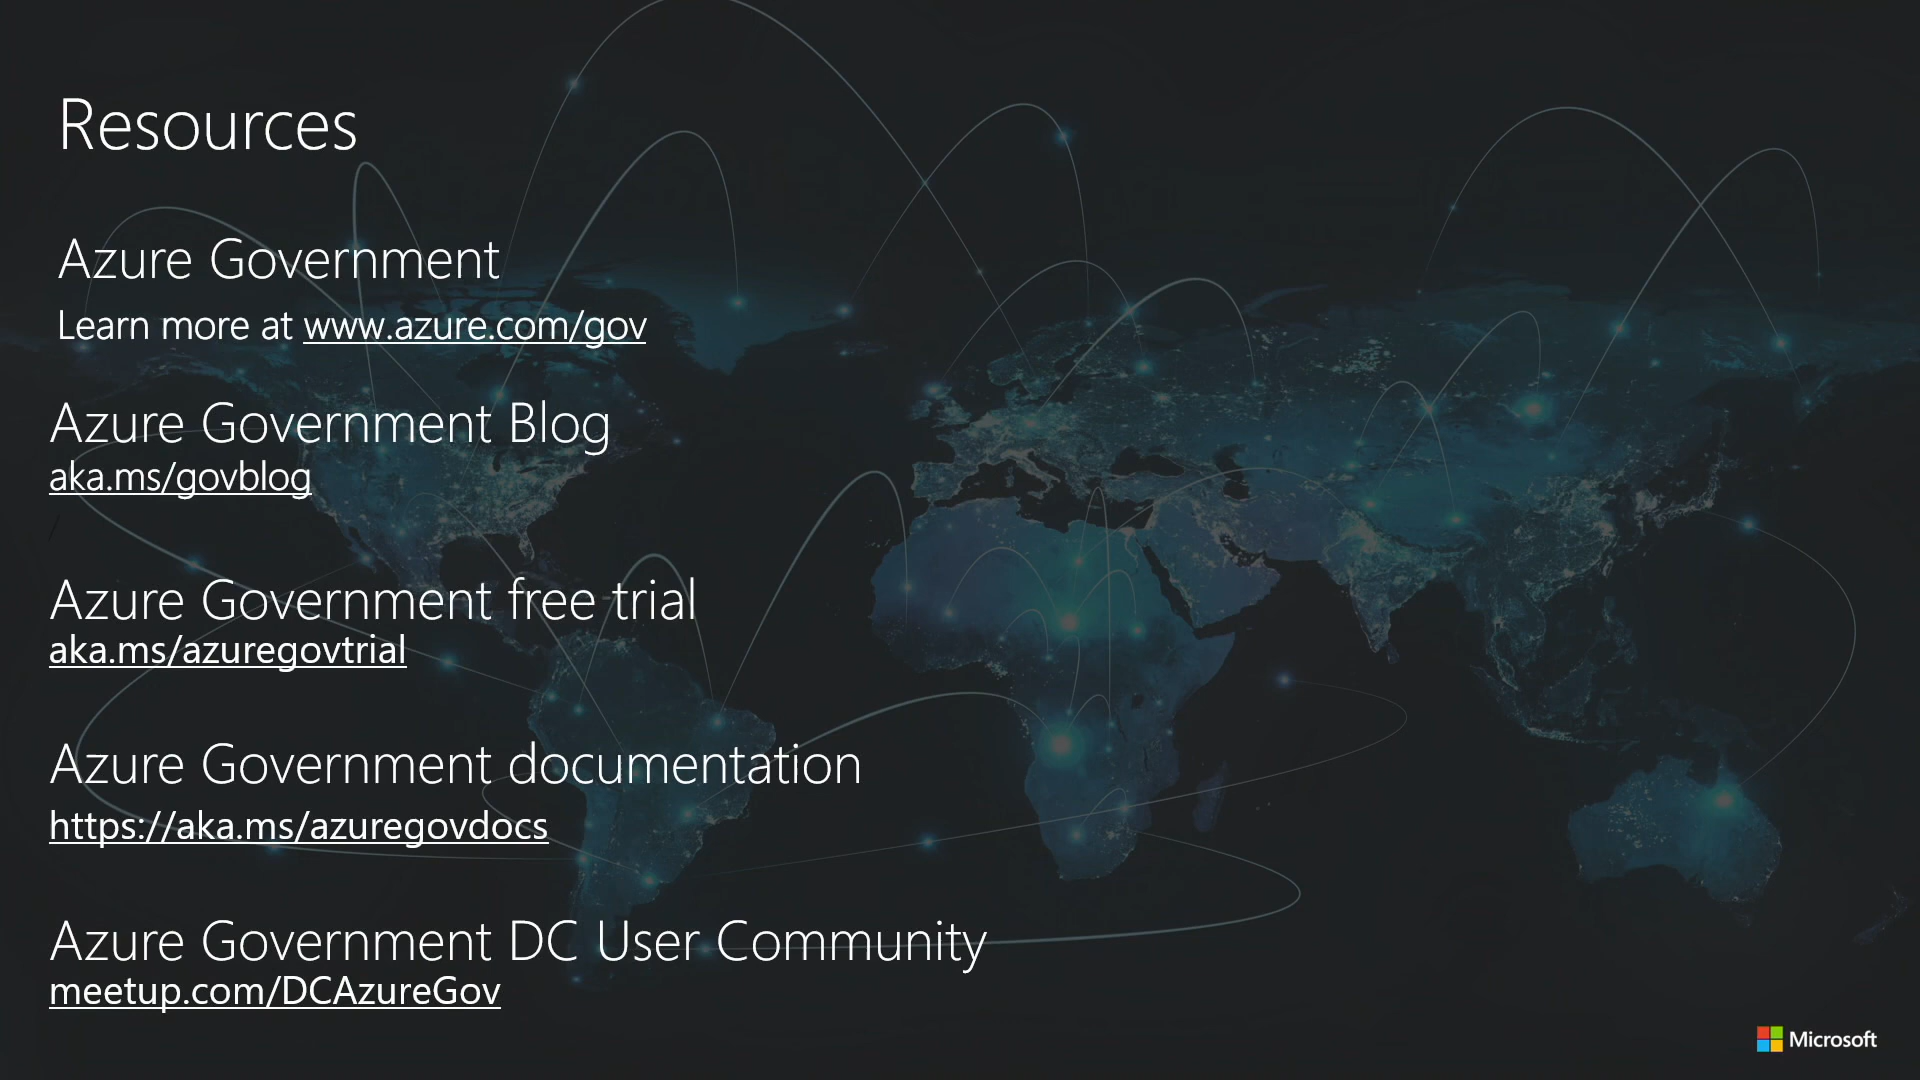 Resources
Azure Government
Learn more at www.azure.com/gov
Azure Government Blog
aka.ms/govblog
Azure Government free trial
aka.ms/azuregovtrial
Azure Government documentation
https://aka.ms/azuregovdocs
Azure Government DC User Community
meetup.com/DCAzureGov
Microsoft